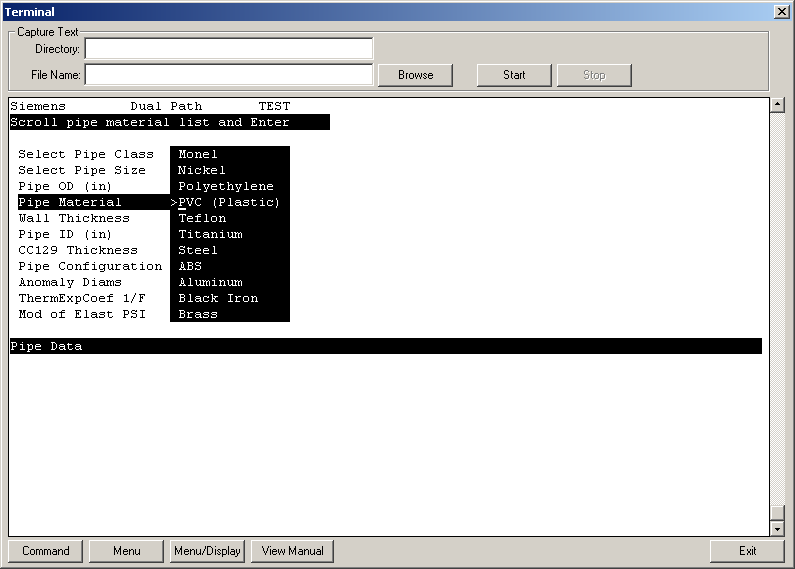 Terminal
Capture Text
Directory:
File Name: Browse Start Stop
Siemens Dual Path TEST
Scroll pipe material list and Enter
Select Pipe Class Monel
Select Pipe Size Nickel
Pipe OD (in) Polyethylene
Pipe Material >PVC (Plastic)
Wall Thickness Teflon
Pipe ID (in) Titanium
CC129 Thickness Steel
Pipe Configuration ABS
Anomaly Diams Aluminum
ThermExpCoef 1/F Black Iron
Mod of Elast PSI Brass
Pipe Data
Command Menu Menu/Display View Manual Exit